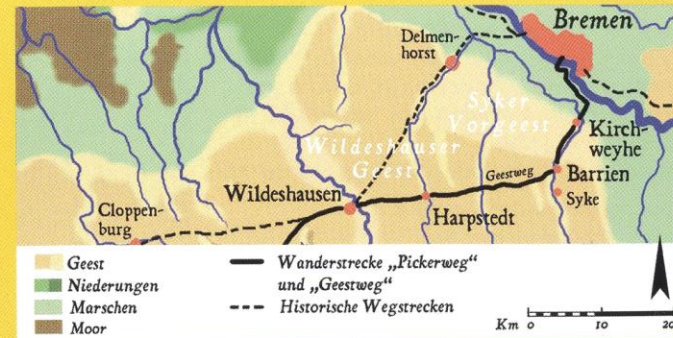 Bremen
Delmen-
horst
Syker
Vorgeest
Kirch-
weyhe
Wildeshauser
Geest
Geestweg
Barrien
Wildeshausen
Syke
Cloppen-
burg
Harpstedt
Geest
Niederungen
Marschen
Moor
Wanderstrecke „Pickerweg“
und „Geestweg“
Historische Wegstrecken
Km 0 10 20